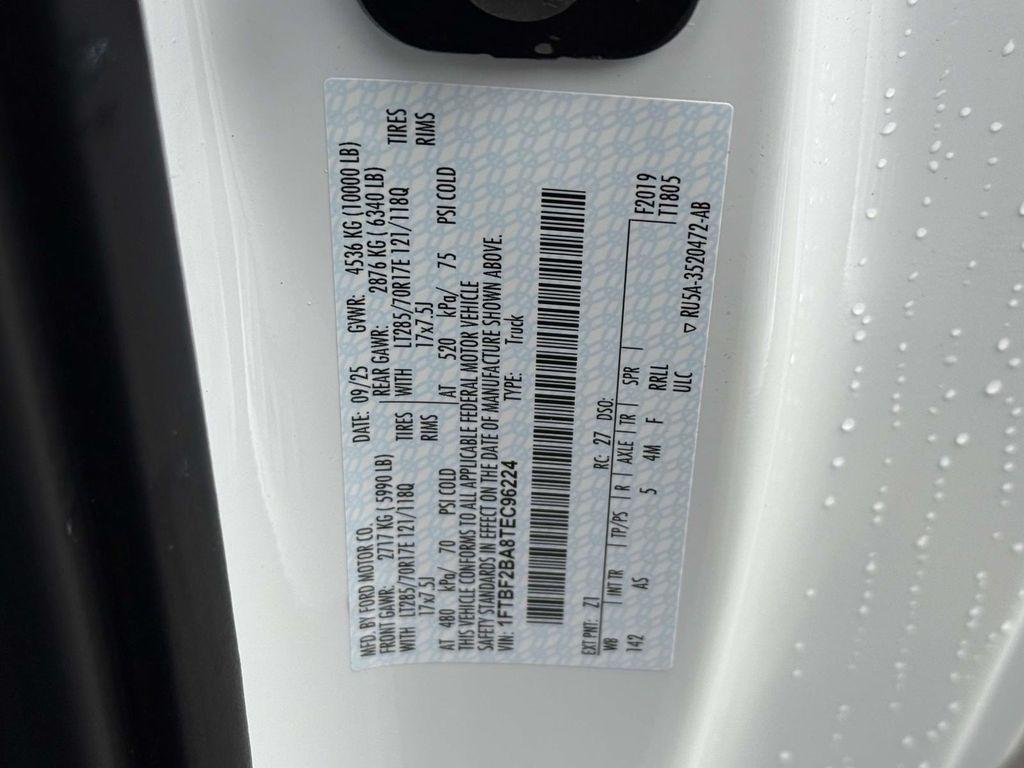 MFD. BY FORD MOTOR CO. DATE: 09/25 GVWR: 4536 KG (10000 LB)
FRONT GAWR: 2717 KG (5990 LB) REAR GAWR: 2876 KG (6340 LB)
WITH LT285/70R17E 121/118Q TIRES WITH LT285/70R17E 121/118Q TIRES
17x7.5J RIMS 17x7.5J RIMS
AT 480 kPa/ 70 PSI COLD AT 520 kPa/ 75 PSI COLD
THIS VEHICLE CONFORMS TO ALL APPLICABLE FEDERAL MOTOR VEHICLE
SAFETY STANDARDS IN EFFECT ON THE DATE OF MANUFACTURE SHOWN ABOVE.
VIN: 1FTBF2BA8TEC96224 TYPE: Truck
EXT PNT: Z1 RC: 27 DSO: F2019
WB INT TR TP/PS R AXLE TR SPR T1805
142 AS 5 4M F RRLL
ULC ▽ RU5A-3520472-AB